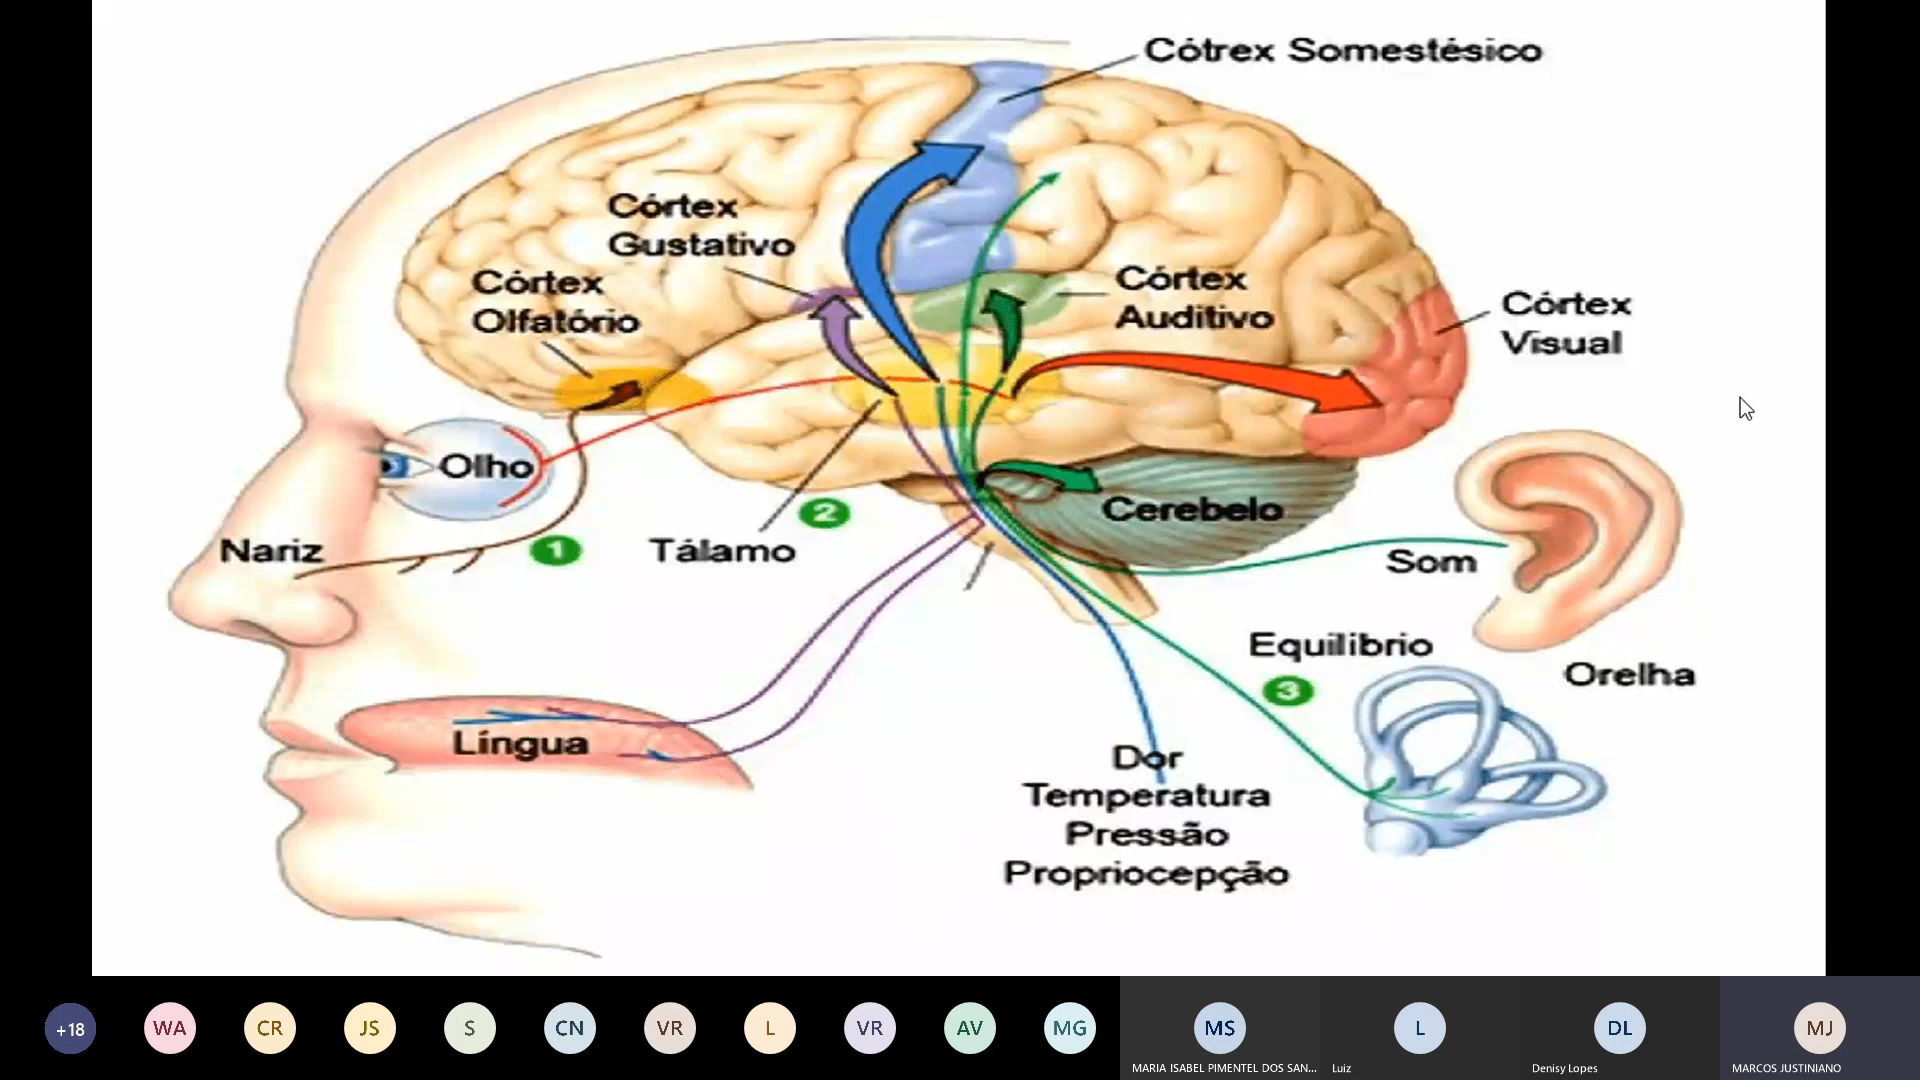 Cótrex Somestésico
Córtex
Gustativo
Córtex
Olfatório
Córtex
Auditivo
Córtex
Visual
Olho
Nariz
1
2
Tálamo
Cerebelo
Som
Equilibrio
3
Orelha
Língua
Dor
Temperatura
Pressão
Propriocepção
+18
WA
CR
JS
S
CN
VR
L
VR
AV
MG
MS
L
DL
MJ
MARIA ISABEL PIMENTEL DOS SAN...
Luiz
Denisy Lopes
MARCOS JUSTINIANO